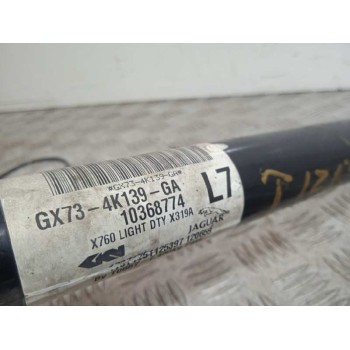 *GX73-4K139-GA*
GX73-4K139-GA
L7
10368774
X760 LIGHT DTY X319A
GKN
JAGUAR